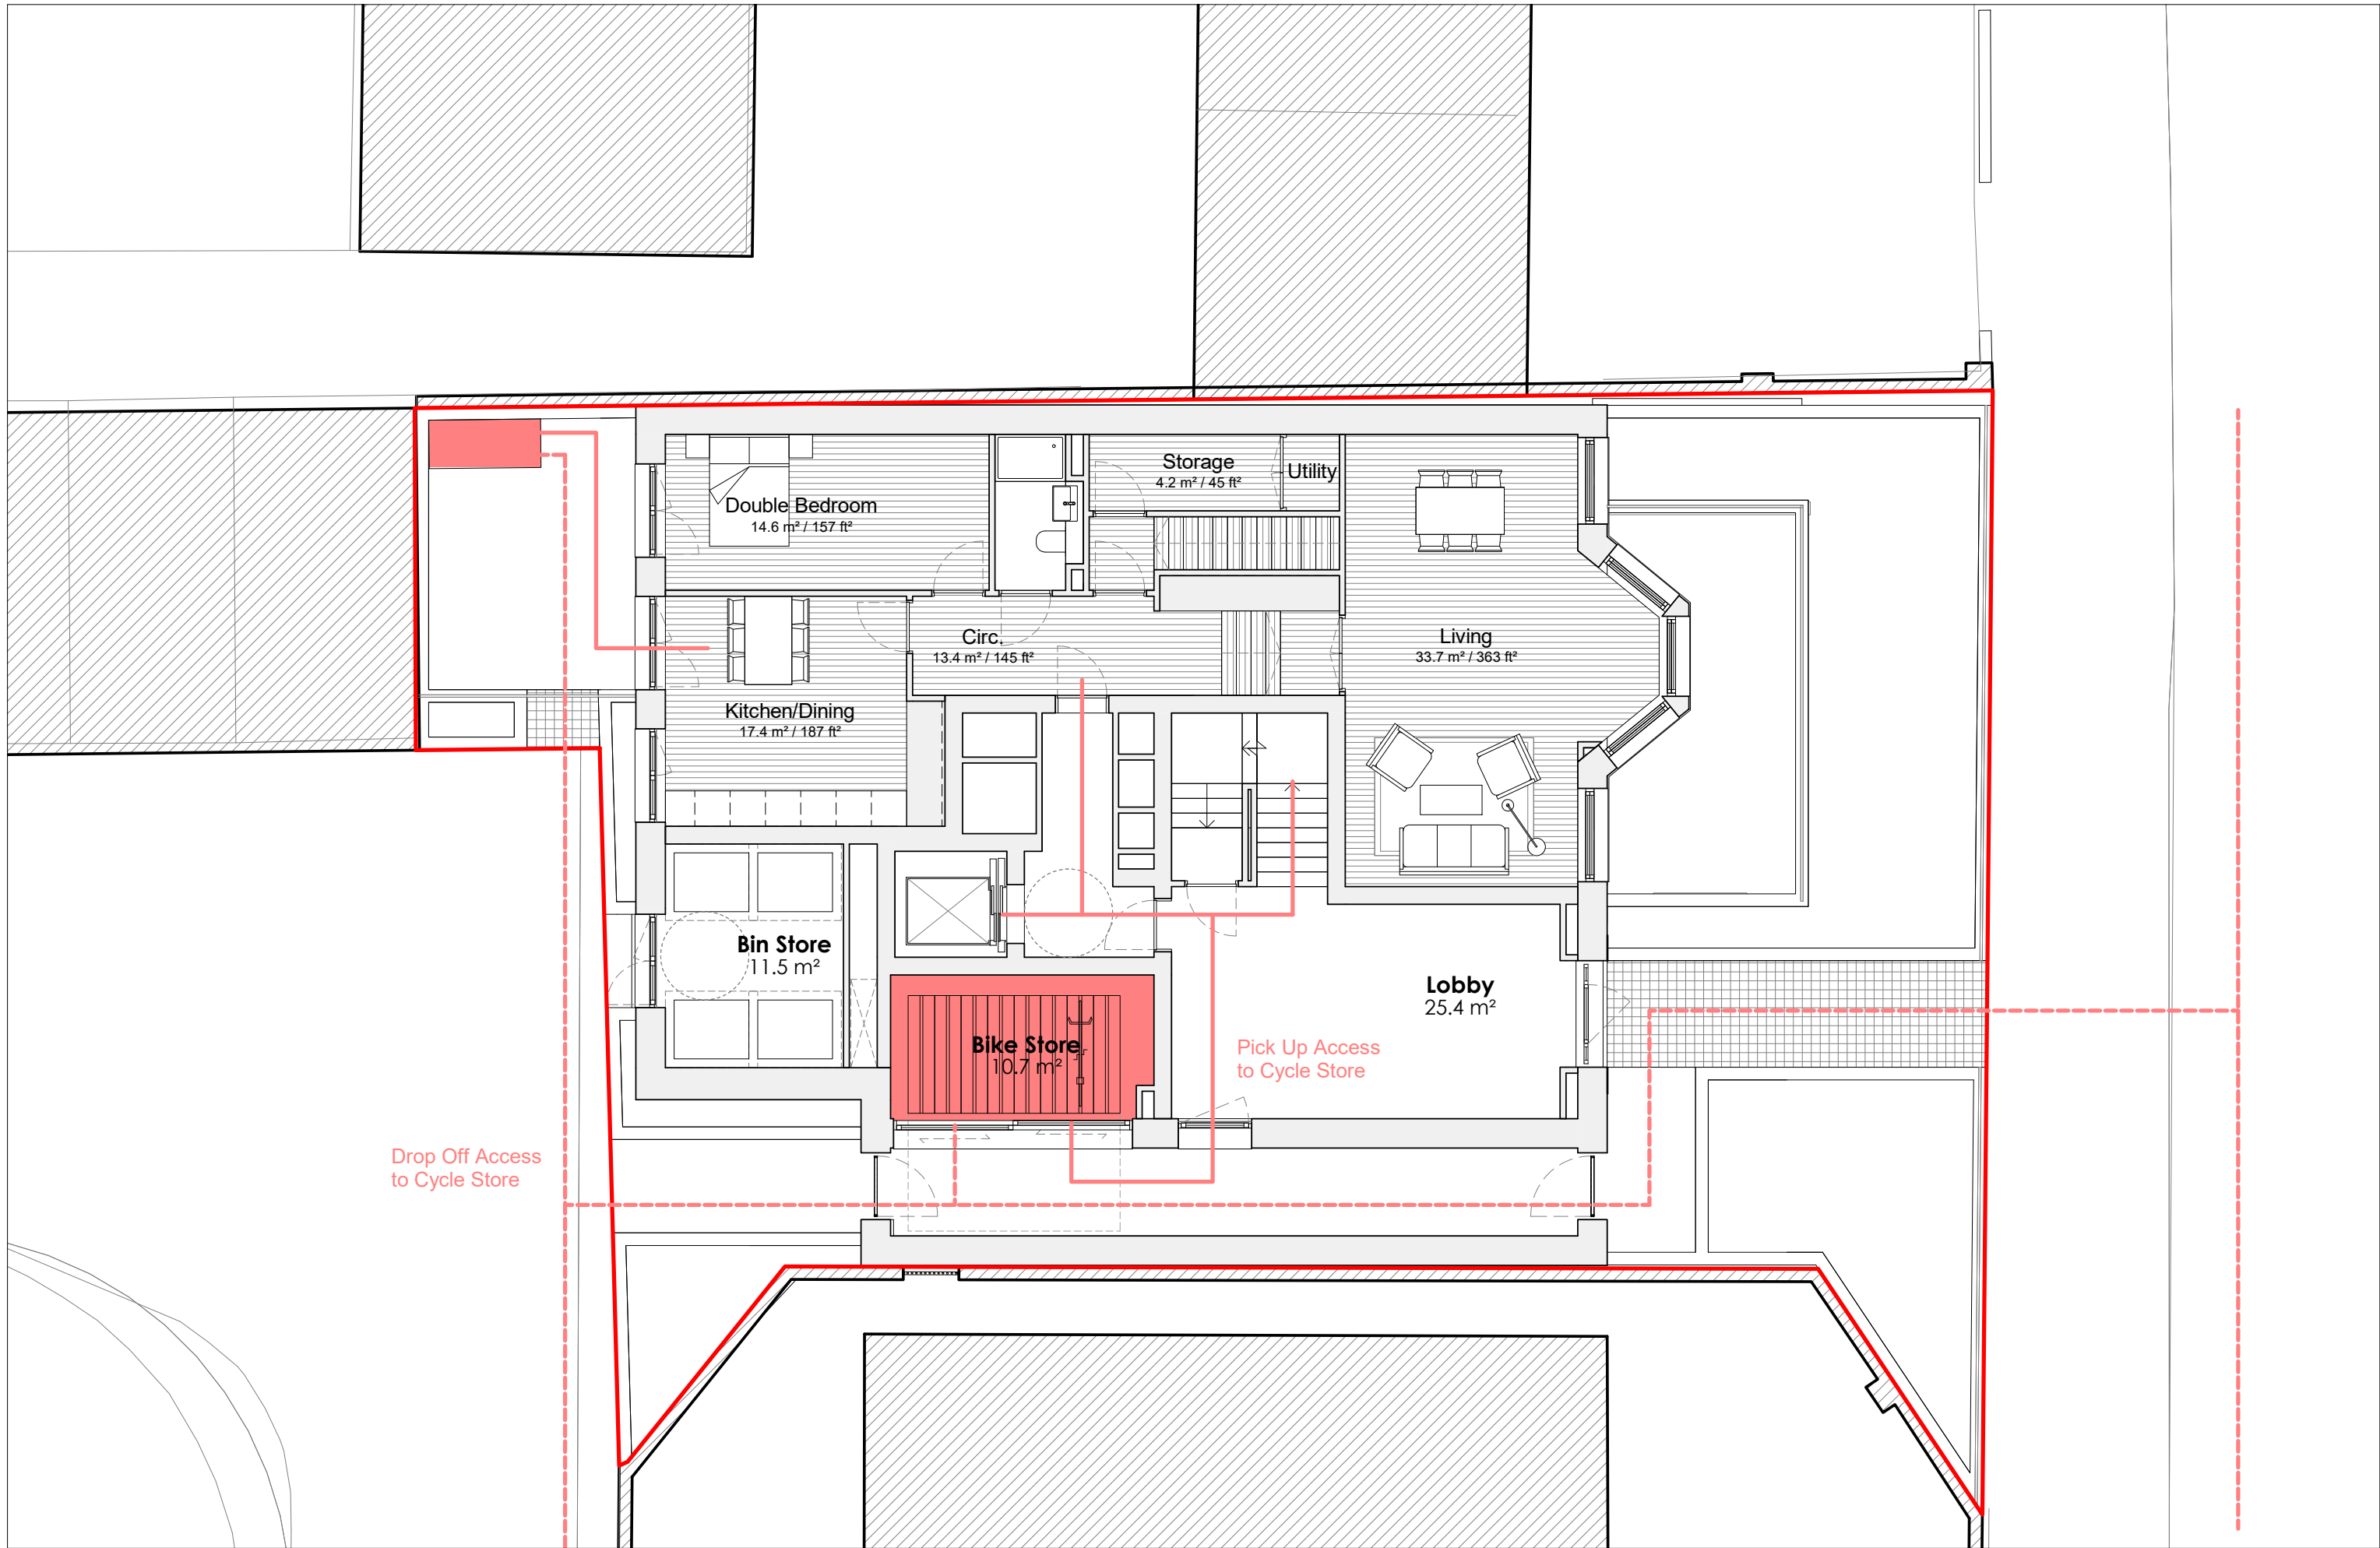 Storage
4.2 m² / 45 ft²
Utility
Double Bedroom
14.6 m² / 157 ft²
Circ.
13.4 m² / 145 ft²
Living
33.7 m² / 363 ft²
Kitchen/Dining
17.4 m² / 187 ft²
Bin Store
11.5 m²
Lobby
25.4 m²
Bike Store
10.7 m²
Pick Up Access
to Cycle Store
Drop Off Access
to Cycle Store